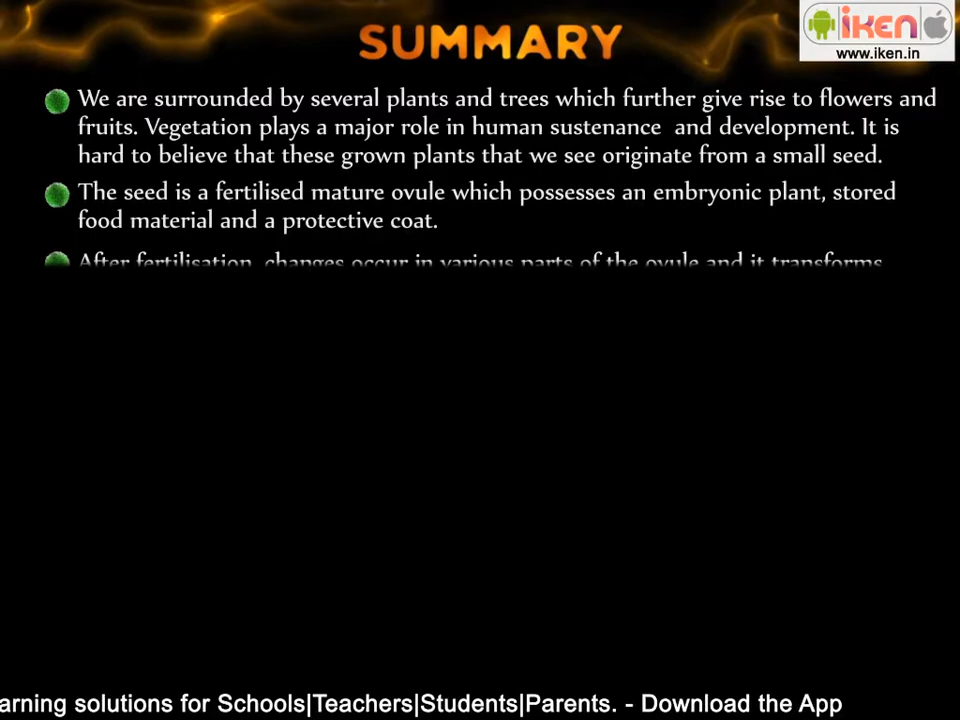 SUMMARY
iken
www.iken.in
We are surrounded by several plants and trees which further give rise to flowers and
fruits. Vegetation plays a major role in human sustenance and development. It is
hard to believe that these grown plants that we see originate from a small seed.
The seed is a fertilised mature ovule which possesses an embryonic plant, stored
food material and a protective coat.
After fertilisation, changes occur in various parts of the ovule and it transforms
arning solutions for Schools|Teachers|Students|Parents. - Download the App